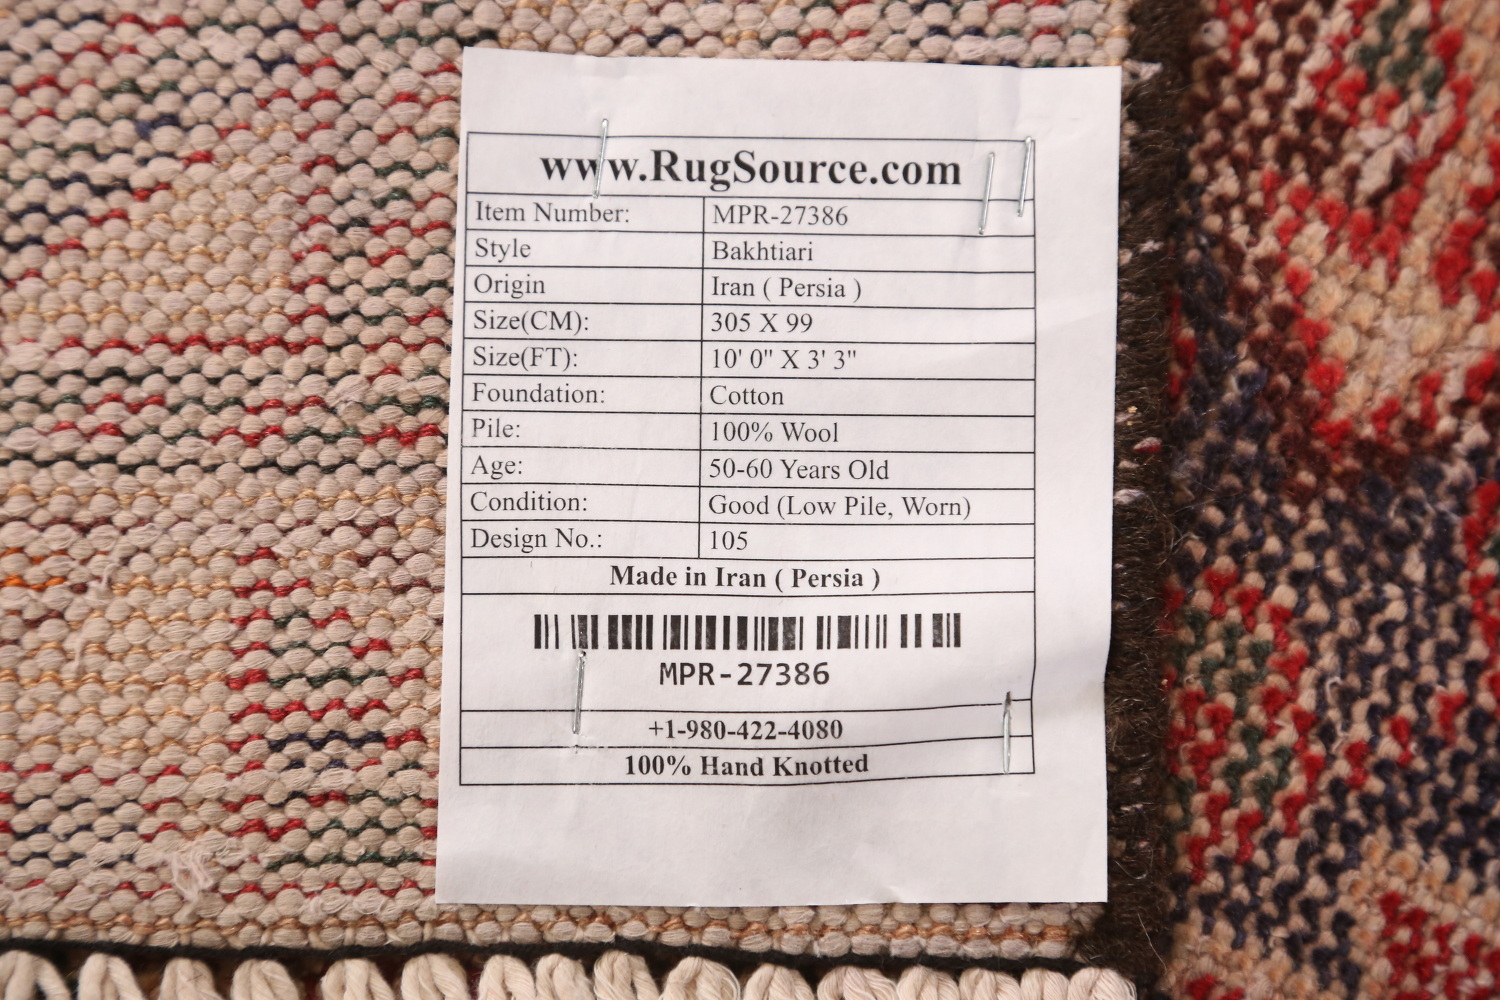 www.RugSource.com
Item Number: MPR-27386
Style Bakhtiari
Origin Iran ( Persia )
Size(CM): 305 X 99
Size(FT): 10' 0" X 3' 3"
Foundation: Cotton
Pile: 100% Wool
Age: 50-60 Years Old
Condition: Good (Low Pile, Worn)
Design No.: 105
Made in Iran ( Persia )
MPR-27386
+1-980-422-4080
100% Hand Knotted